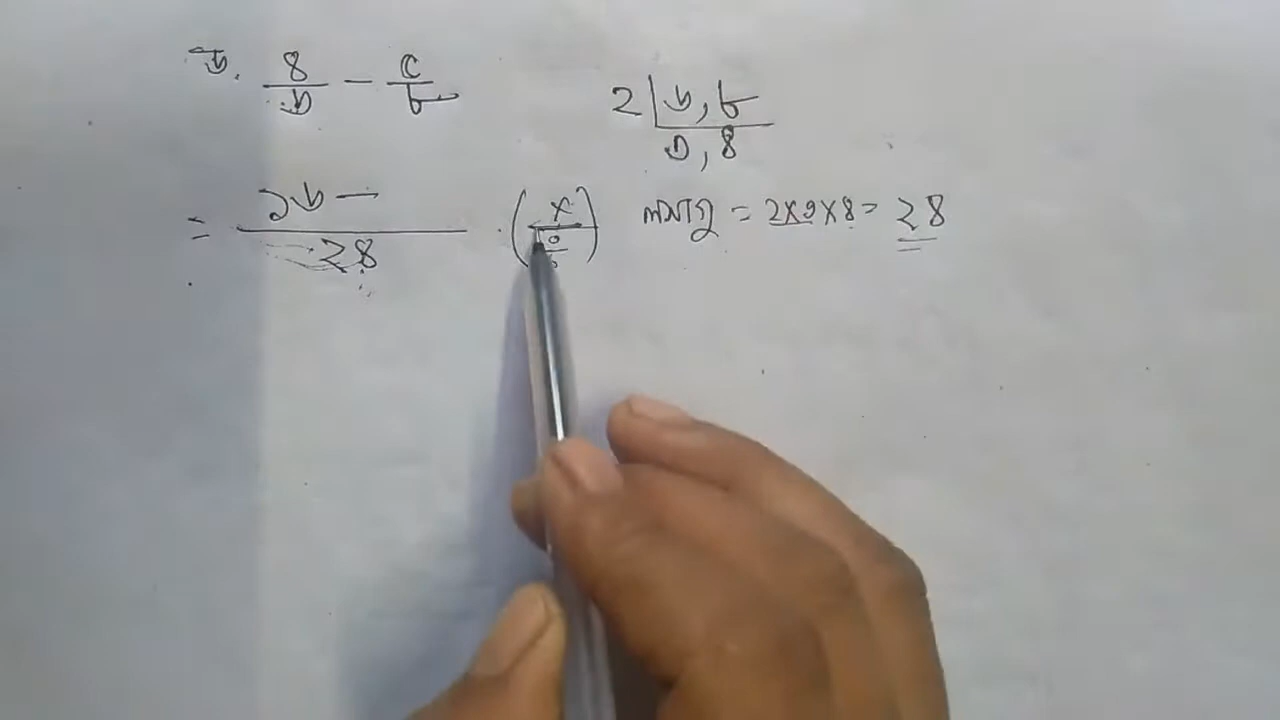 ৪/৬ − ৫/৮
২ | ৬, ৮
৩, ৪
= ১৬ − / ২৪ (×/÷) লসাগু = ২×৩×৪ = ২৪